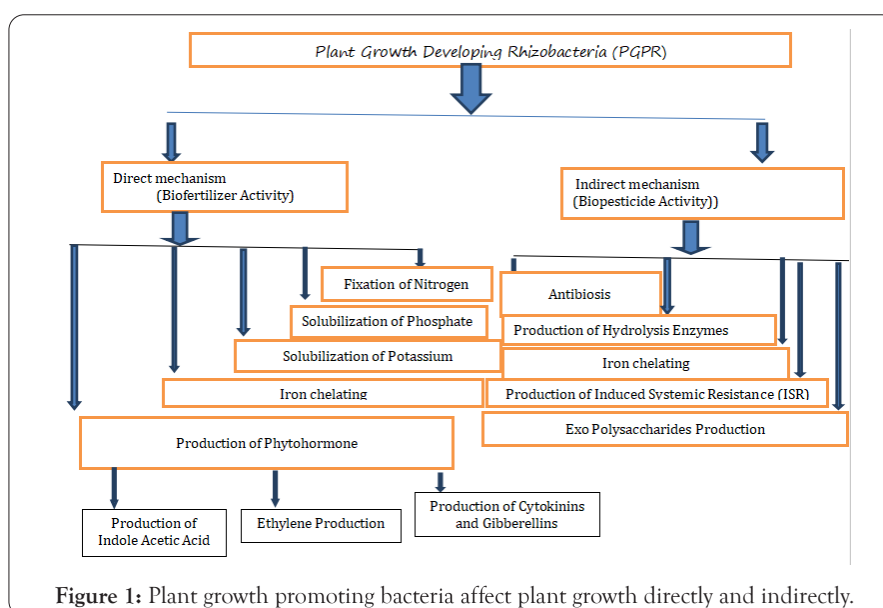 Plant Growth Developing Rhizobacteria (PGPR)
Direct mechanism
(Biofertilizer Activity)
Indirect mechanism
(Biopesticide Activity))
Fixation of Nitrogen
Solubilization of Phosphate
Solubilization of Potassium
Iron chelating
Production of Phytohormone
Production of
Indole Acetic Acid
Ethylene Production
Production of Cytokinins
and Gibberellins
Antibiosis
Production of Hydrolysis Enzymes
Iron chelating
Production of Induced Systemic Resistance (ISR)
Exo Polysaccharides Production
Figure 1: Plant growth promoting bacteria affect plant growth directly and indirectly.